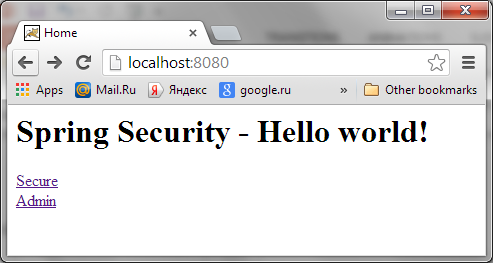 Home
localhost:8080
Apps Mail.Ru Яндекс google.ru » Other bookmarks
Spring Security - Hello world!
Secure
Admin